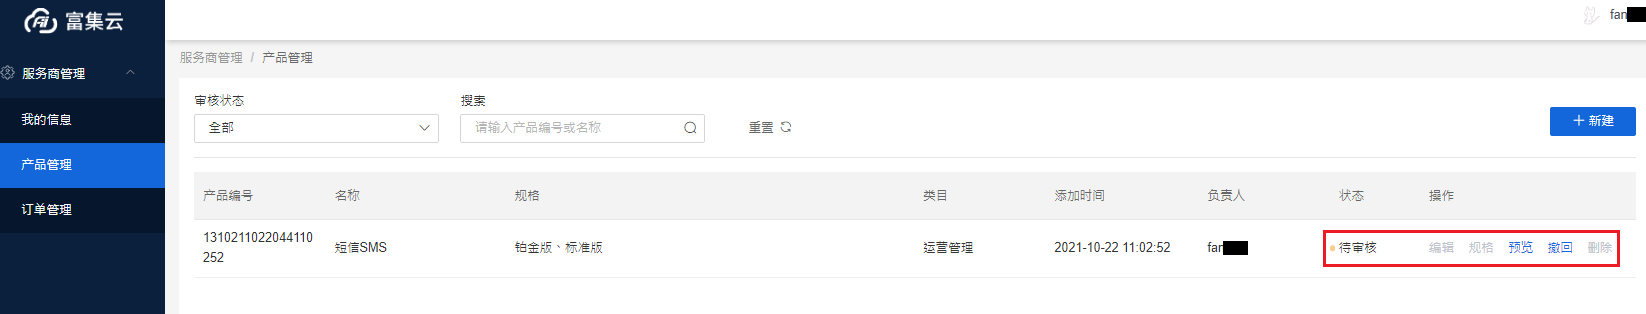 富集云
fan
服务商管理
我的信息
产品管理
订单管理
服务商管理 / 产品管理
审核状态
搜索
全部
请输入产品编号或名称
重置
新建
产品编号 名称 规格 类目 添加时间 负责人 状态 操作
1310211022044110
252
短信SMS 铂金版、标准版 运营管理 2021-10-22 11:02:52 fan 待审核 编辑 规格 预览 撤回 删除